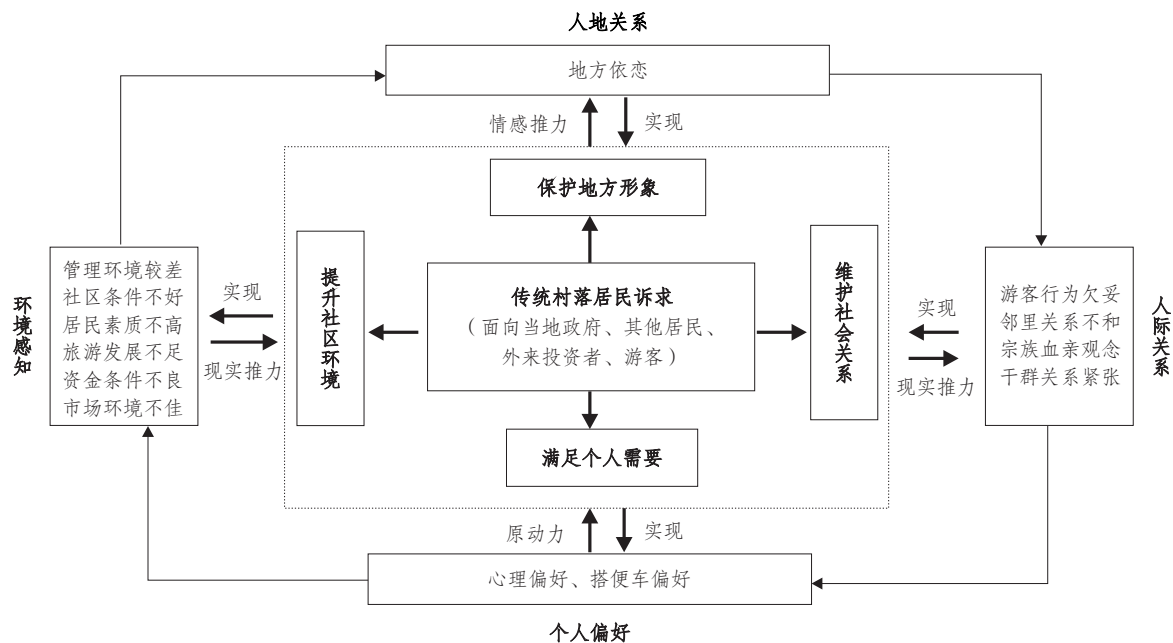 人地关系
地方依恋
情感推力
实现
保护地方形象
环境感知
管理环境较差
社区条件不好
居民素质不高
旅游发展不足
资金条件不良
市场环境不佳
实现
现实推力
提升社区环境
传统村落居民诉求
（面向当地政府、其他居民、
外来投资者、游客）
维护社会关系
实现
现实推力
游客行为欠妥
邻里关系不和
宗族血亲观念
干群关系紧张
人际关系
满足个人需要
原动力
实现
心理偏好、搭便车偏好
个人偏好